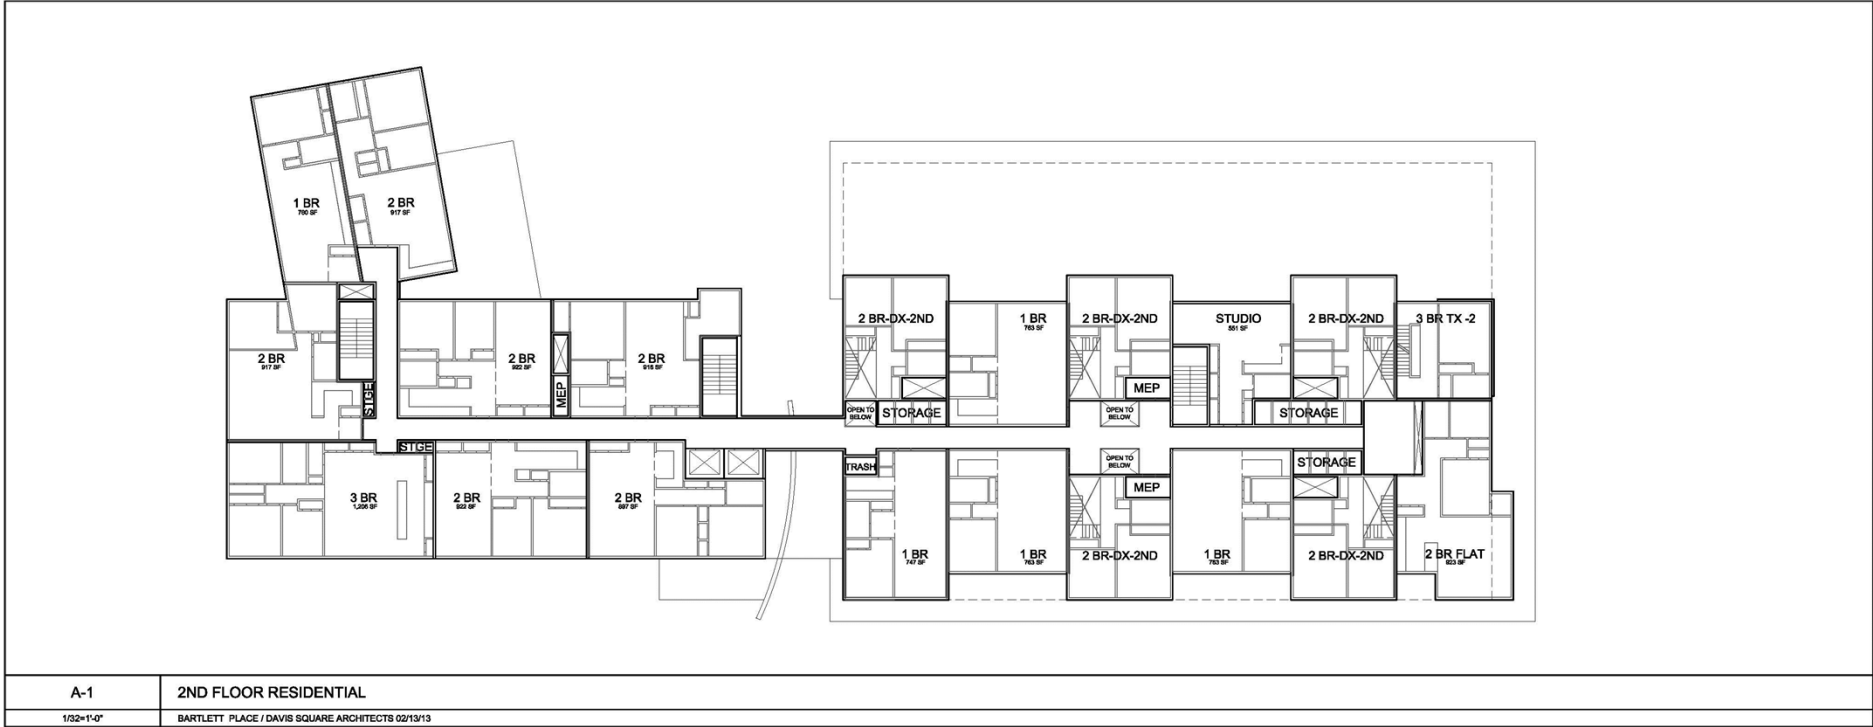 1 BR
760 SF
2 BR
917 SF
2 BR
917 SF
STGE
2 BR
922 SF
MEP
2 BR
916 SF
STGE
3 BR
1,206 SF
2 BR
922 SF
2 BR
897 SF
2 BR-DX-2ND
1 BR
763 SF
2 BR-DX-2ND
STUDIO
551 SF
2 BR-DX-2ND
3 BR TX -2
MEP
OPEN TO
BELOW
STORAGE
OPEN TO
BELOW
STORAGE
TRASH
OPEN TO
BELOW
STORAGE
MEP
1 BR
747 SF
1 BR
763 SF
2 BR-DX-2ND
1 BR
763 SF
2 BR-DX-2ND
2 BR FLAT
923 SF
A-1
2ND FLOOR RESIDENTIAL
1/32=1'-0"
BARTLETT PLACE / DAVIS SQUARE ARCHITECTS 02/13/13